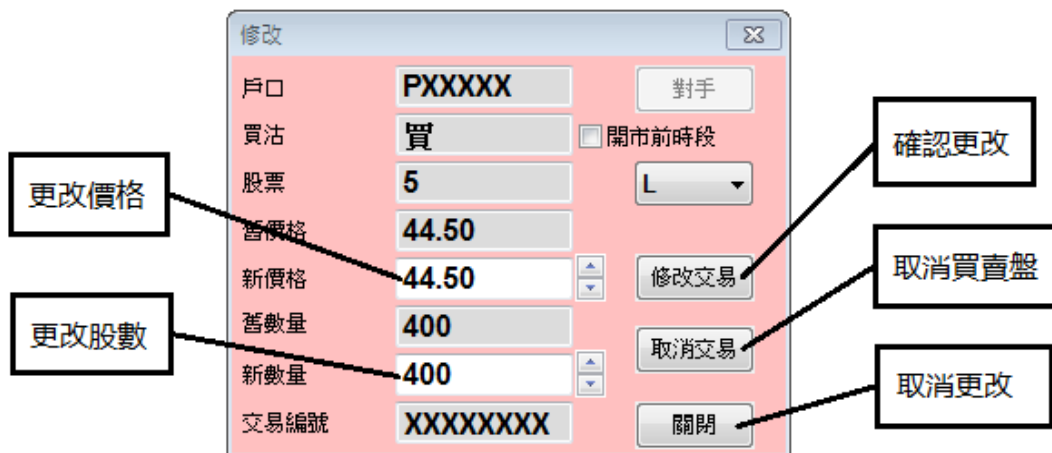 修改
戶口 PXXXXX 對手
買沽 買 開市前時段
確認更改
更改價格
股票 5 L
舊價格 44.50
新價格 44.50 修改交易
取消買賣盤
更改股數
舊數量 400
取消交易
新數量 400
取消更改
交易編號 XXXXXXXX 關閉